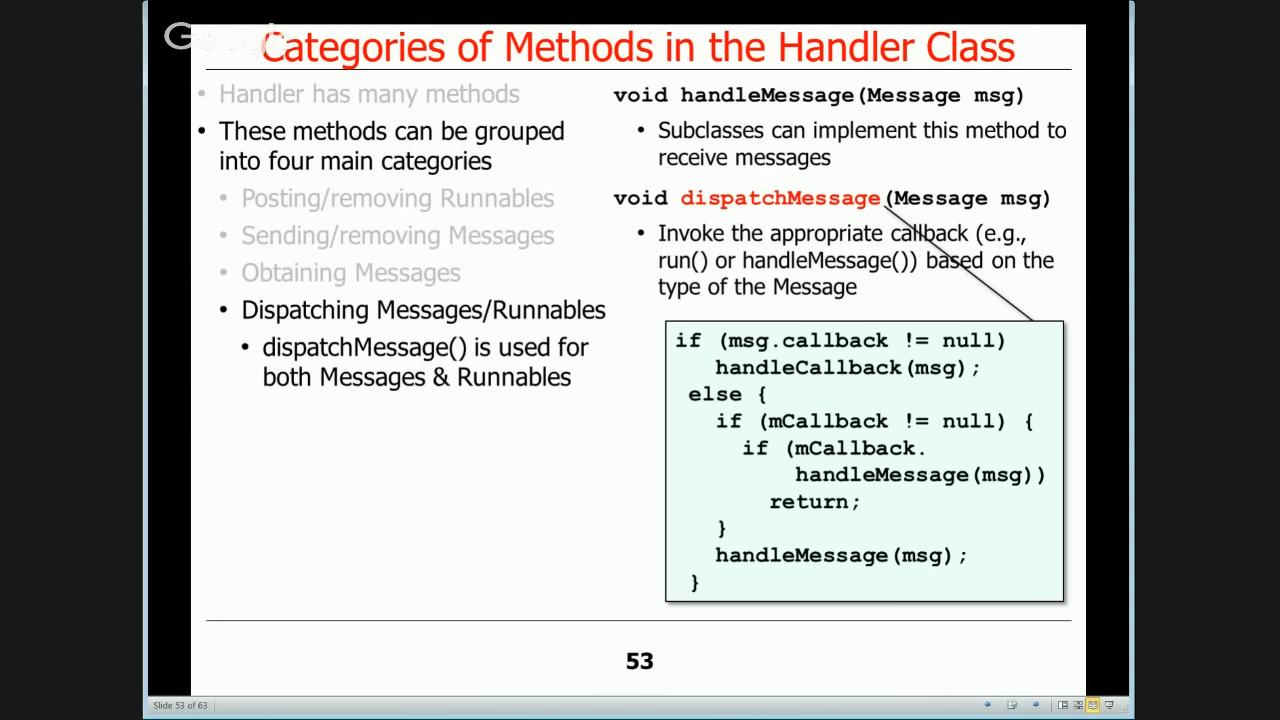 Google
Categories of Methods in the Handler Class
• Handler has many methods
• These methods can be grouped
into four main categories
• Posting/removing Runnables
• Sending/removing Messages
• Obtaining Messages
• Dispatching Messages/Runnables
• dispatchMessage() is used for
both Messages & Runnables
void handleMessage(Message msg)
• Subclasses can implement this method to
receive messages
void dispatchMessage(Message msg)
• Invoke the appropriate callback (e.g.,
run() or handleMessage()) based on the
type of the Message
if (msg.callback != null)
handleCallback(msg);
else {
if (mCallback != null) {
if (mCallback.
handleMessage(msg))
return;
}
handleMessage(msg);
}
53
Slide 53 of 63